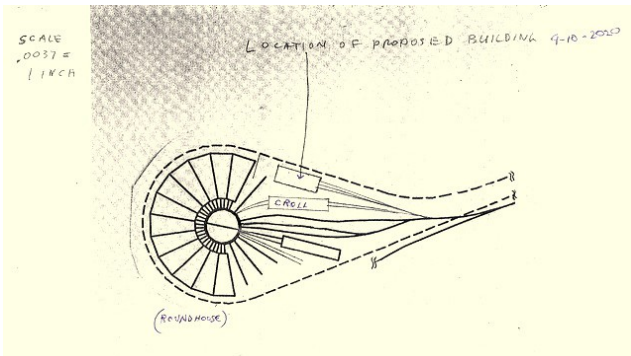 SCALE
.0037 =
1 INCH
LOCATION OF PROPOSED BUILDING 9-10-2020
CROLL
(ROUNDHOUSE)